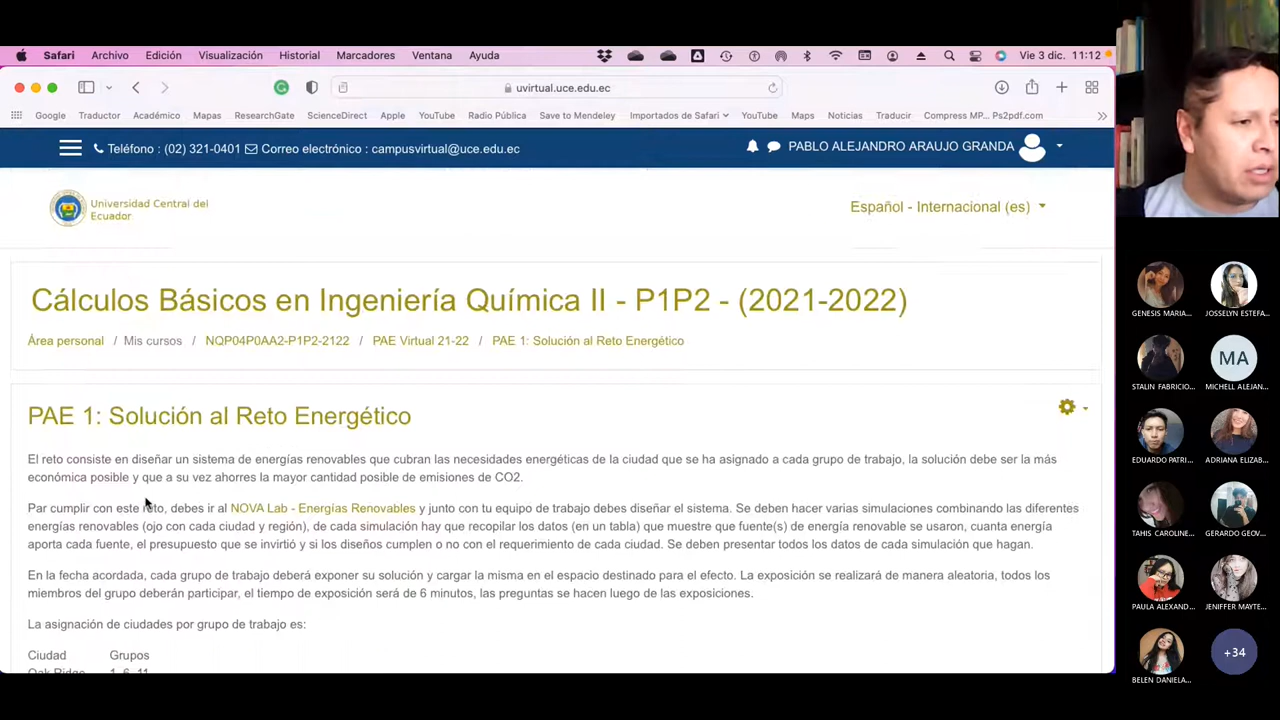 Safari Archivo Edición Visualización Historial Marcadores Ventana Ayuda Vie 3 dic. 11:12
uvirtual.uce.edu.ec
Google Traductor Académico Mapas ResearchGate ScienceDirect Apple YouTube Radio Pública Save to Mendeley Importados de Safari YouTube Maps Noticias Traducir Compress MP... Ps2pdf.com
Teléfono : (02) 321-0401 Correo electrónico : campusvirtual@uce.edu.ec PABLO ALEJANDRO ARAUJO GRANDA
Universidad Central del
Ecuador
Español - Internacional (es)
Cálculos Básicos en Ingeniería Química II - P1P2 - (2021-2022)
Área personal / Mis cursos / NQP04P0AA2-P1P2-2122 / PAE Virtual 21-22 / PAE 1: Solución al Reto Energético
PAE 1: Solución al Reto Energético
El reto consiste en diseñar un sistema de energías renovables que cubran las necesidades energéticas de la ciudad que se ha asignado a cada grupo de trabajo, la solución debe ser la más
económica posible y que a su vez ahorres la mayor cantidad posible de emisiones de CO2.
Par cumplir con este reto, debes ir al NOVA Lab - Energías Renovables y junto con tu equipo de trabajo debes diseñar el sistema. Se deben hacer varias simulaciones combinando las diferentes
energías renovables (ojo con cada ciudad y región), de cada simulación hay que recopilar los datos (en un tabla) que muestre que fuente(s) de energía renovable se usaron, cuanta energía
aporta cada fuente, el presupuesto que se invirtió y si los diseños cumplen o no con el requerimiento de cada ciudad. Se deben presentar todos los datos de cada simulación que hagan.
En la fecha acordada, cada grupo de trabajo deberá exponer su solución y cargar la misma en el espacio destinado para el efecto. La exposición se realizará de manera aleatoria, todos los
miembros del grupo deberán participar, el tiempo de exposición será de 6 minutos, las preguntas se hacen luego de las exposiciones.
La asignación de ciudades por grupo de trabajo es:
Ciudad Grupos
Oak Ridge 1, 6, 11
GENESIS MARIA... JOSSELYN ESTEFA...
MA
STALIN FABRICIO... MICHELL ALEJAN...
EDUARDO PATRI... ADRIANA ELIZAB...
TAHIS CAROLINE... GERARDO GEOV...
PAULA ALEXAND... JENIFFER MAYTE...
+34
BELEN DANIELA...